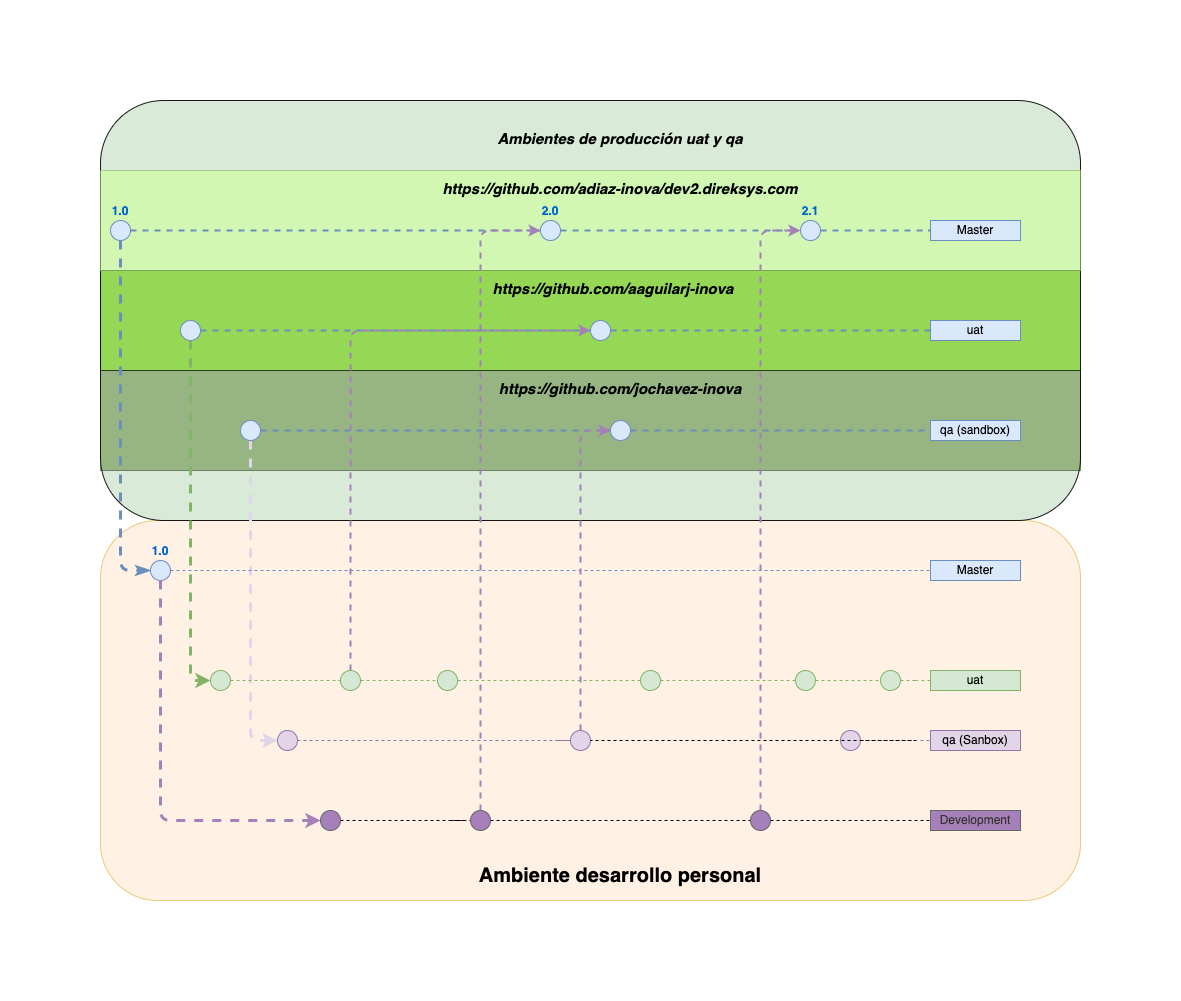 Ambientes de producción uat y qa
https://github.com/adiaz-inova/dev2.direksys.com
1.0
2.0
2.1
Master
https://github.com/aaguilarj-inova
uat
https://github.com/jochavez-inova
qa (sandbox)
1.0
Master
uat
qa (Sanbox)
Development
Ambiente desarrollo personal